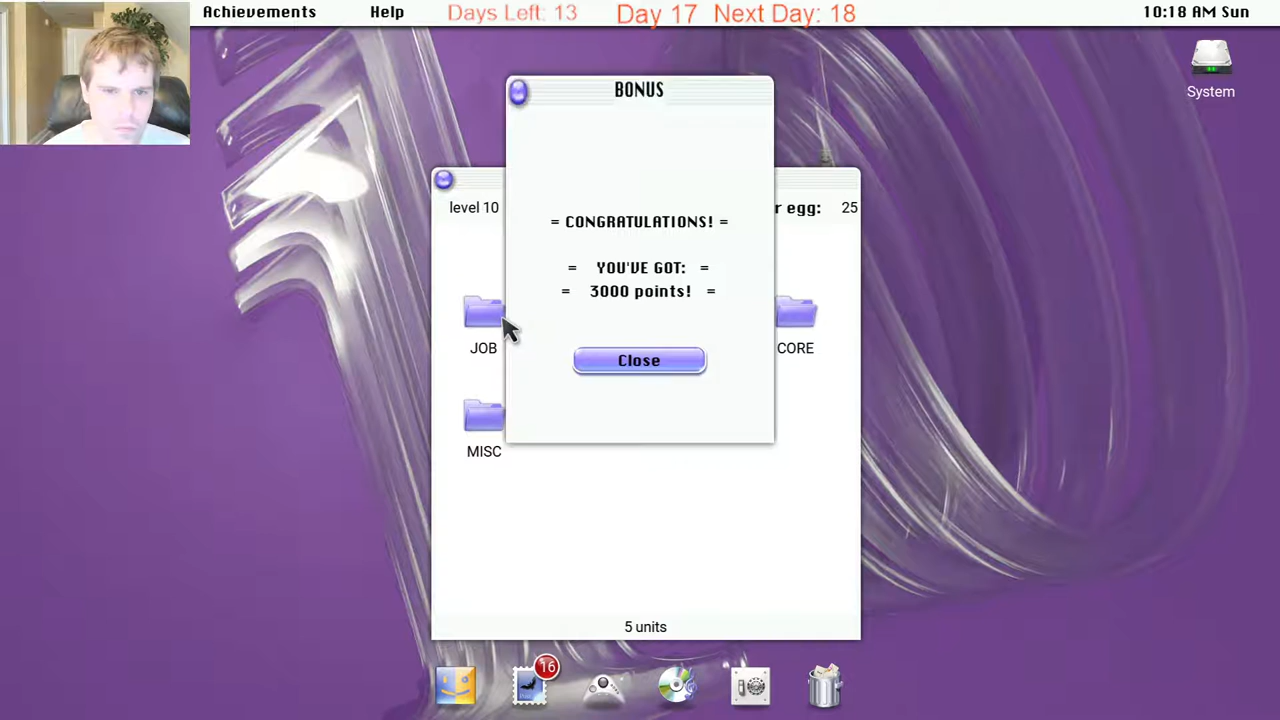 Achievements Help Days Left: 13 Day 17 Next Day: 18 10:18 AM Sun
System
BONUS
level 10 r egg: 25
= CONGRATULATIONS! =
= YOU'VE GOT: =
= 3000 points! =
JOB CORE
Close
MISC
5 units
16